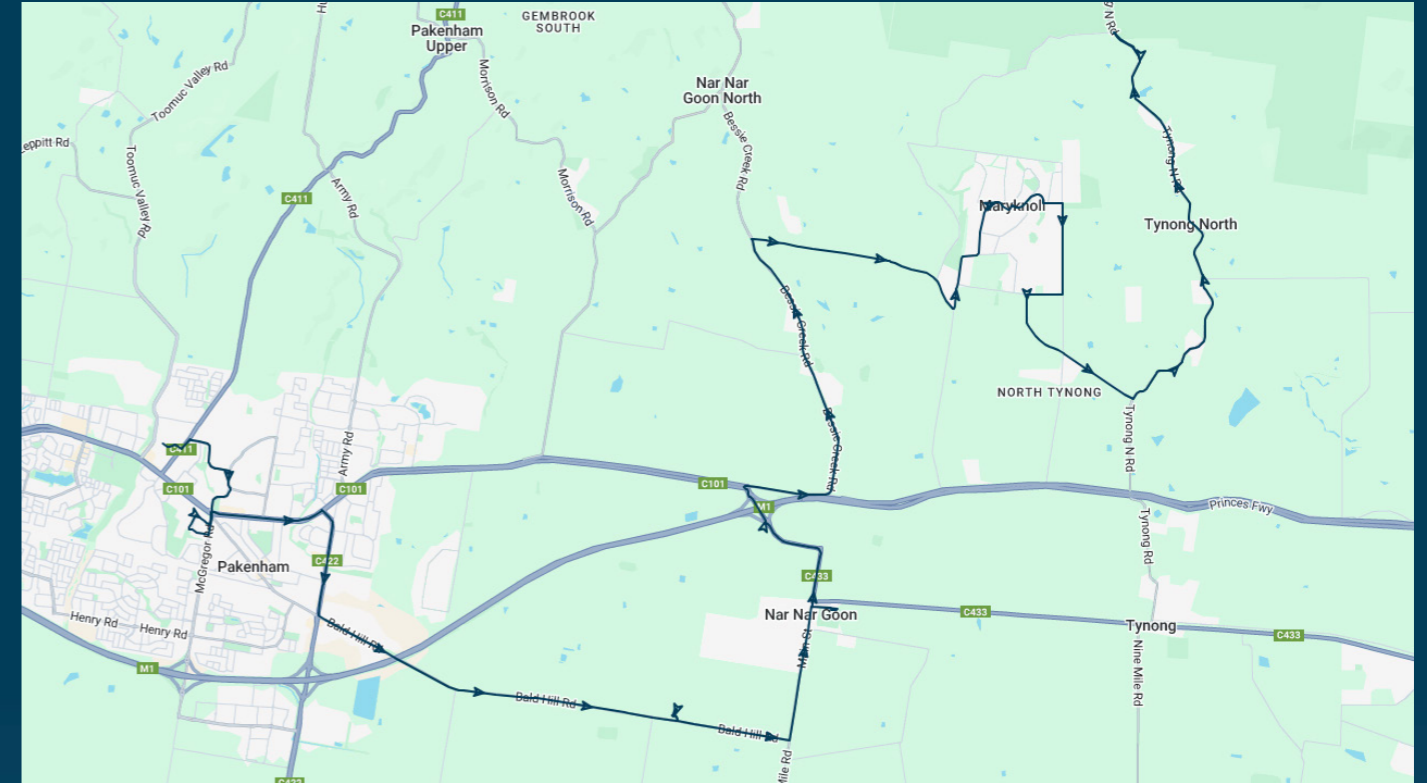 C411
GEMBROOK
SOUTH
Pakenham
Upper
Toomuc Valley Rd
Morrison Rd
Nar Nar
Goon North
Bessie Creek Rd
Toomuc Valley Rd
C411
Army Rd
Morrison Rd
Maryknoll
Tynong North
Bessie Creek Rd
NORTH TYNONG
Bessie Creek Rd
Tynong N Rd
C411
Army Rd
C101
C101
C101
M1
Princes Fwy
Tynong Rd
McGregor Rd
Pakenham
C422
C433
Nar Nar Goon
C433
Tynong
C433
Henry Rd
Henry Rd
Bald Hill Rd
Main St
Nine Mile Rd
M1
Bald Hill Rd
Bald Hill Rd
Mile Rd
C422